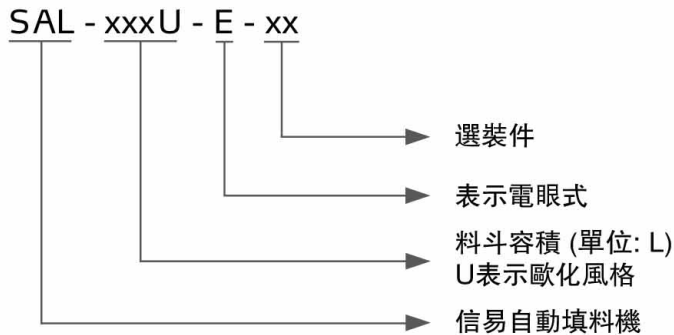 SAL - xxxU - E - xx
選裝件
表示電眼式
料斗容積 (單位: L)
U表示歐化風格
信易自動填料機